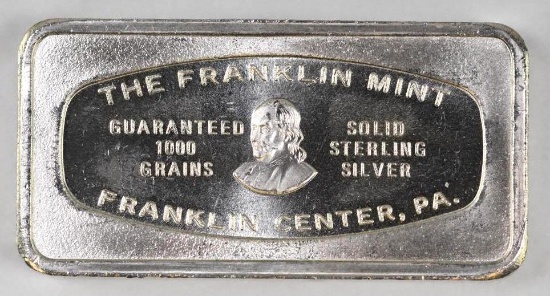 THE FRANKLIN MINT
GUARANTEED
1000
GRAINS
SOLID
STERLING
SILVER
FRANKLIN CENTER, PA.